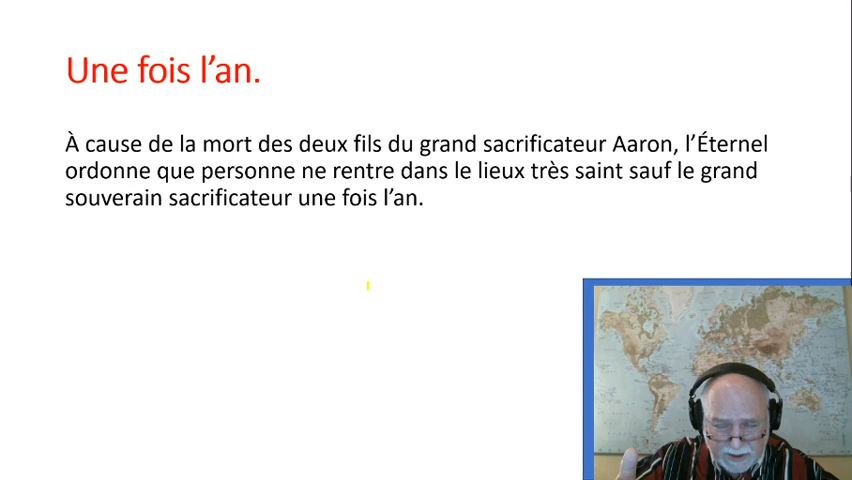 Une fois l’an.
À cause de la mort des deux fils du grand sacrificateur Aaron, l’Éternel
ordonne que personne ne rentre dans le lieux très saint sauf le grand
souverain sacrificateur une fois l’an.